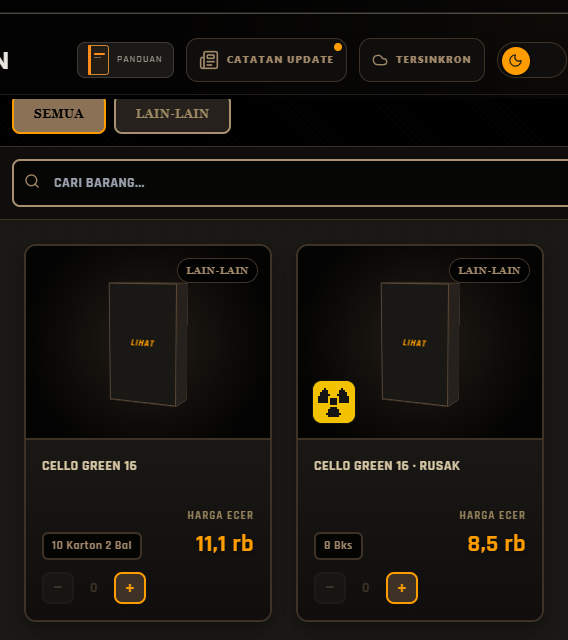 N
PANDUAN
CATATAN UPDATE
TERSINKRON
SEMUA
LAIN-LAIN
CARI BARANG...
LAIN-LAIN
LIHAT
CELLO GREEN 16
HARGA ECER
10 Karton 2 Bal
11,1 rb
− 0 +
LAIN-LAIN
LIHAT
CELLO GREEN 16 · RUSAK
HARGA ECER
8 Bks
8,5 rb
− 0 +